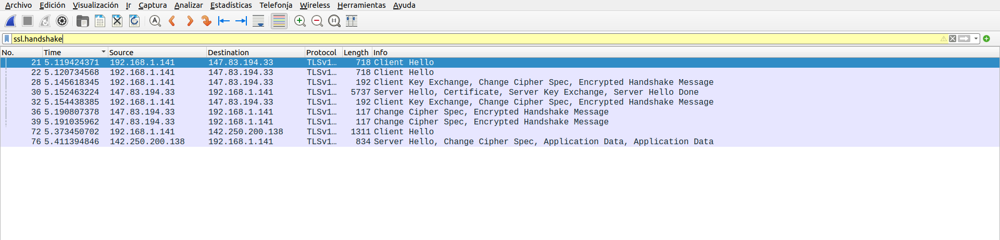 Archivo Edición Visualización Ir Captura Analizar Estadísticas Telefonía Wireless Herramientas Ayuda
ssl.handshake
No. Time Source Destination Protocol Length Info
21 5.119424371 192.168.1.141 147.83.194.33 TLSv1… 718 Client Hello
22 5.120734568 192.168.1.141 147.83.194.33 TLSv1… 718 Client Hello
28 5.145618345 192.168.1.141 147.83.194.33 TLSv1… 192 Client Key Exchange, Change Cipher Spec, Encrypted Handshake Message
30 5.152463224 147.83.194.33 192.168.1.141 TLSv1… 5737 Server Hello, Certificate, Server Key Exchange, Server Hello Done
32 5.154438385 192.168.1.141 147.83.194.33 TLSv1… 192 Client Key Exchange, Change Cipher Spec, Encrypted Handshake Message
36 5.190807378 147.83.194.33 192.168.1.141 TLSv1… 117 Change Cipher Spec, Encrypted Handshake Message
39 5.191035962 147.83.194.33 192.168.1.141 TLSv1… 117 Change Cipher Spec, Encrypted Handshake Message
72 5.373450702 192.168.1.141 142.250.200.138 TLSv1… 1311 Client Hello
76 5.411394846 142.250.200.138 192.168.1.141 TLSv1… 834 Server Hello, Change Cipher Spec, Application Data, Application Data